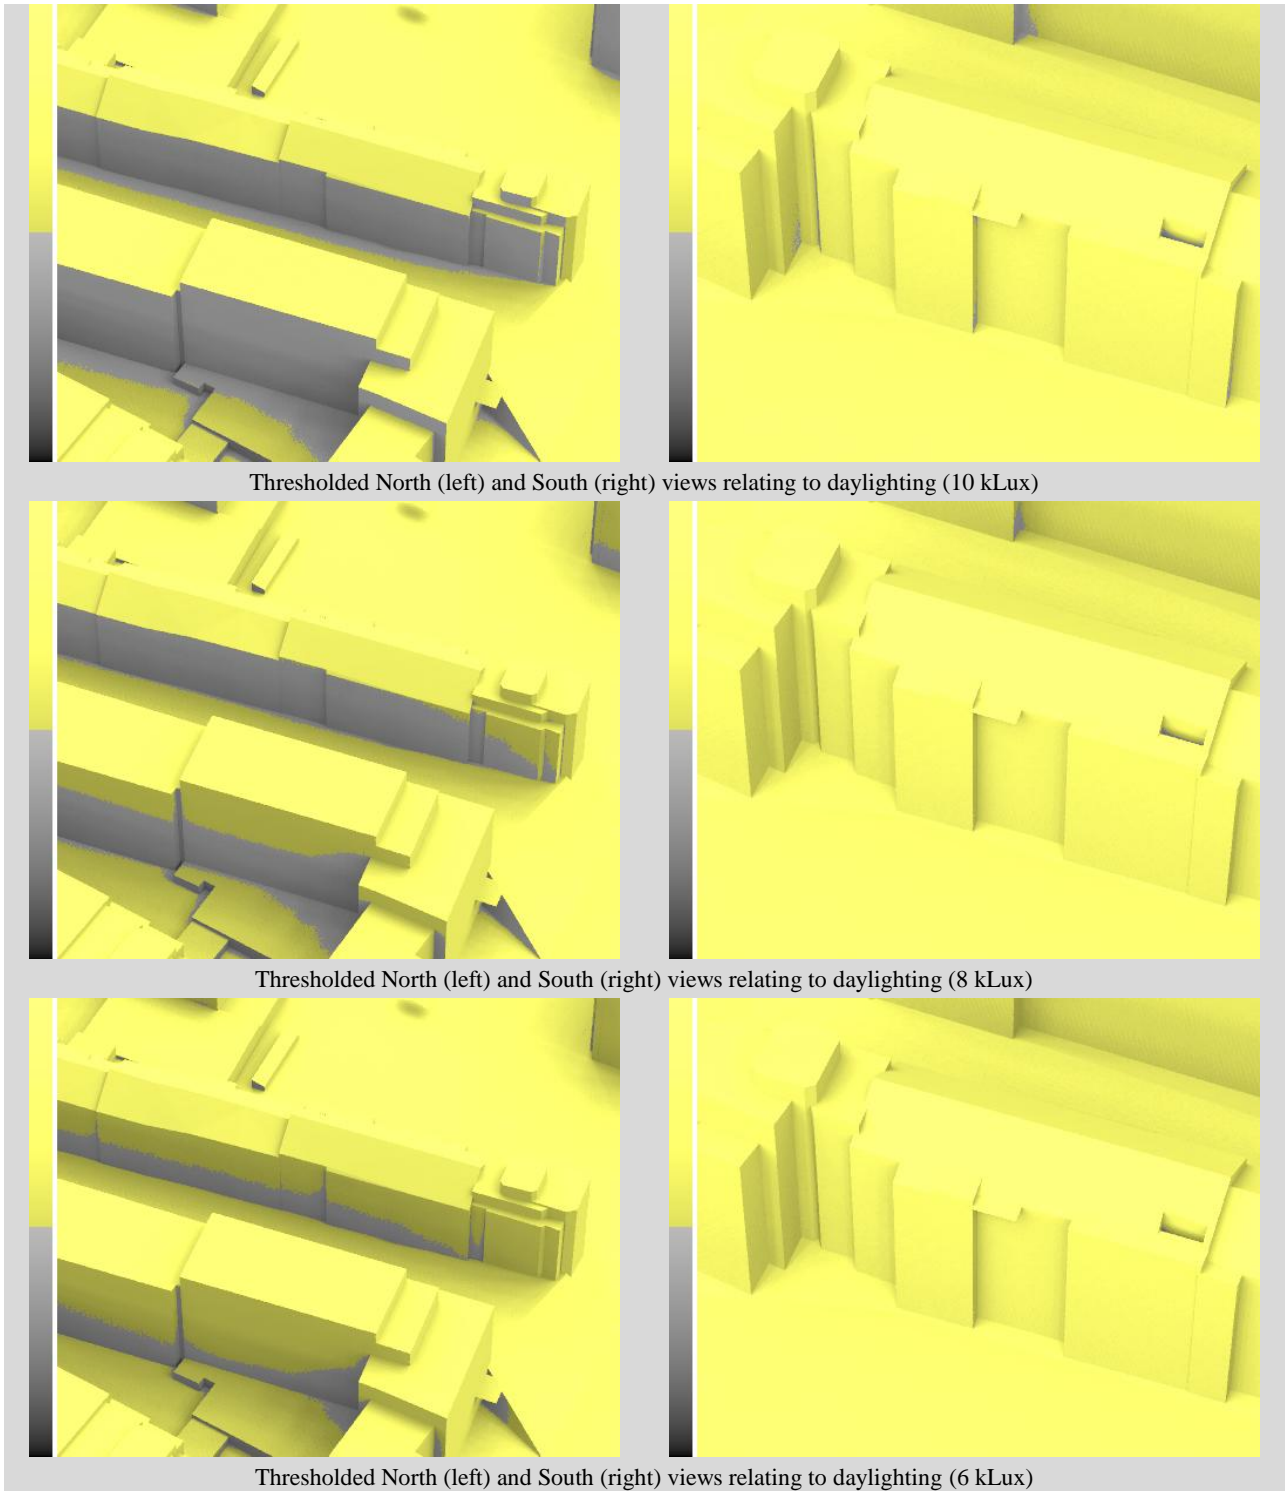 Thresholded North (left) and South (right) views relating to daylighting (10 kLux)
Thresholded North (left) and South (right) views relating to daylighting (8 kLux)
Thresholded North (left) and South (right) views relating to daylighting (6 kLux)